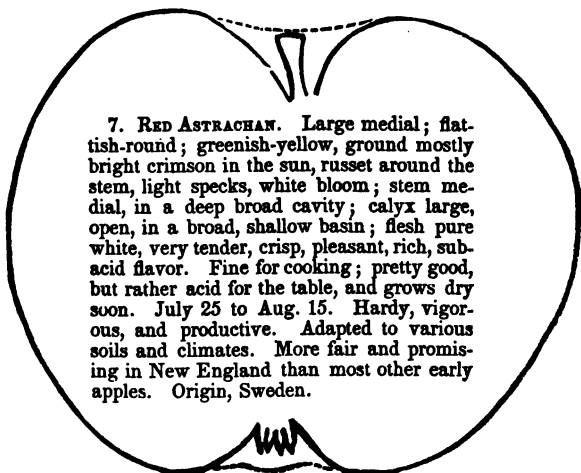 7. Red Astrachan. Large medial; flat-
tish-round; greenish-yellow, ground mostly
bright crimson in the sun, russet around the
stem, light specks, white bloom; stem me-
dial, in a deep broad cavity; calyx large,
open, in a broad, shallow basin; flesh pure
white, very tender, crisp, pleasant, rich, sub-
acid flavor. Fine for cooking; pretty good,
but rather acid for the table, and grows dry
soon. July 25 to Aug. 15. Hardy, vigor-
ous, and productive. Adapted to various
soils and climates. More fair and promis-
ing in New England than most other early
apples. Origin, Sweden.